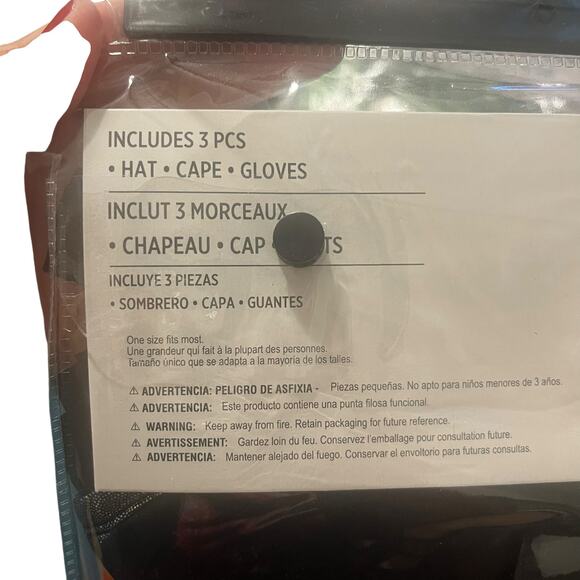 INCLUDES 3 PCS
• HAT • CAPE • GLOVES
INCLUT 3 MORCEAUX
• CHAPEAU • CAP
INCLUYE 3 PIEZAS
• SOMBRERO • CAPA • GUANTES
One size fits most.
Une grandeur qui fait à la plupart des personnes.
Tamaño único que se adapta a la mayoria de los talles.
⚠ ADVERTENCIA: PELIGRO DE ASFIXIA - Piezas pequeñas. No apto para niños menores de 3 años.
⚠ ADVERTENCIA: Este producto contiene una punta filosa funcional.
⚠ WARNING: Keep away from fire. Retain packaging for future reference.
⚠ AVERTISSEMENT: Gardez loin du feu. Conservez l'emballage pour consultation future.
⚠ ADVERTENCIA: Mantener alejado del fuego. Conservar el envoltorio para futuras consultas.